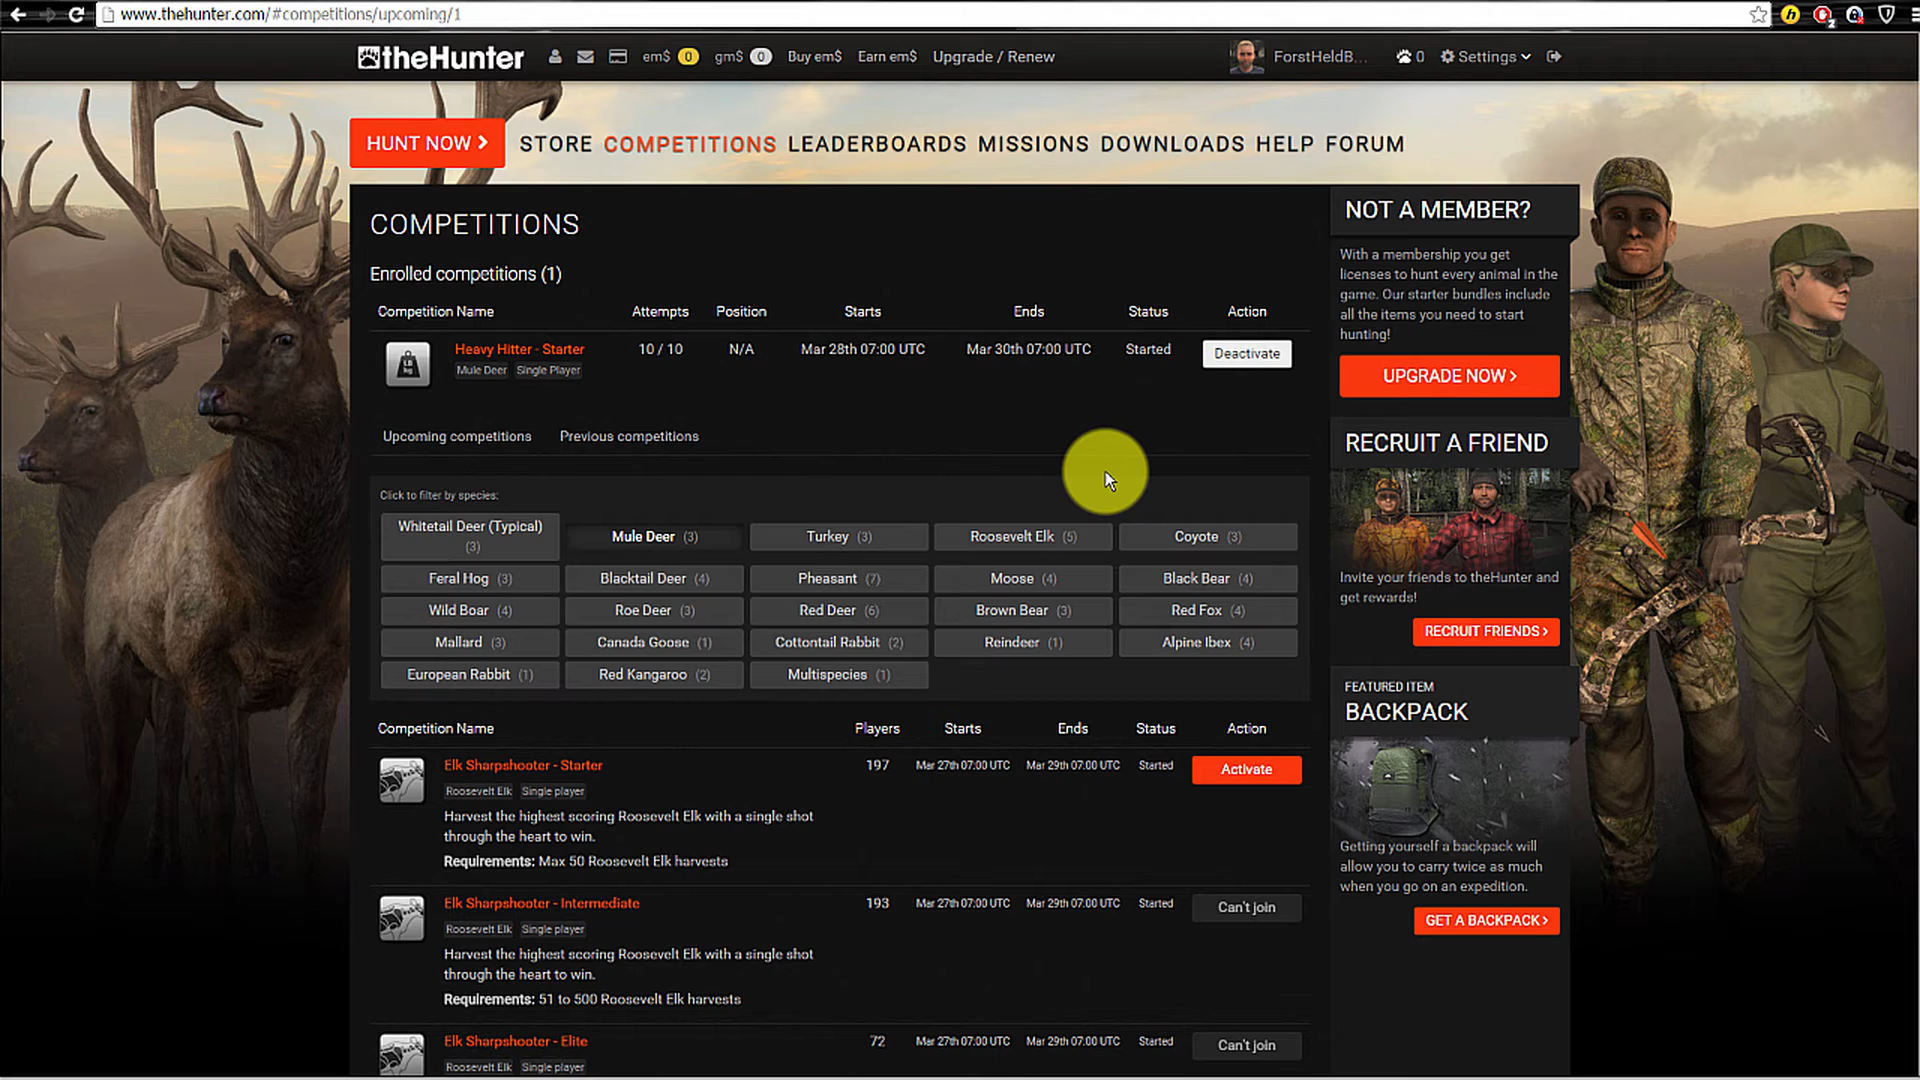 www.thehunter.com/#competitions/upcoming/1
theHunter em$ 0 gm$ 0 Buy em$ Earn em$ Upgrade / Renew ForstHeldB... 0 Settings
HUNT NOW STORE COMPETITIONS LEADERBOARDS MISSIONS DOWNLOADS HELP FORUM
COMPETITIONS
Enrolled competitions (1)
Competition Name Attempts Position Starts Ends Status Action
Heavy Hitter - Starter 10 / 10 N/A Mar 28th 07:00 UTC Mar 30th 07:00 UTC Started Deactivate
Mule Deer Single Player
Upcoming competitions Previous competitions
Click to filter by species:
Whitetail Deer (Typical) (3) Mule Deer (3) Turkey (3) Roosevelt Elk (5) Coyote (3)
Feral Hog (3) Blacktail Deer (4) Pheasant (7) Moose (4) Black Bear (4)
Wild Boar (4) Roe Deer (3) Red Deer (6) Brown Bear (3) Red Fox (4)
Mallard (3) Canada Goose (1) Cottontail Rabbit (2) Reindeer (1) Alpine Ibex (4)
European Rabbit (1) Red Kangaroo (2) Multispecies (1)
Competition Name Players Starts Ends Status Action
Elk Sharpshooter - Starter 197 Mar 27th 07:00 UTC Mar 29th 07:00 UTC Started Activate
Roosevelt Elk Single player
Harvest the highest scoring Roosevelt Elk with a single shot
through the heart to win.
Requirements: Max 50 Roosevelt Elk harvests
Elk Sharpshooter - Intermediate 193 Mar 27th 07:00 UTC Mar 29th 07:00 UTC Started Can't join
Roosevelt Elk Single player
Harvest the highest scoring Roosevelt Elk with a single shot
through the heart to win.
Requirements: 51 to 500 Roosevelt Elk harvests
Elk Sharpshooter - Elite 72 Mar 27th 07:00 UTC Mar 29th 07:00 UTC Started Can't join
Roosevelt Elk Single player
NOT A MEMBER?
With a membership you get
licenses to hunt every animal in the
game. Our starter bundles include
all the items you need to start
hunting!
UPGRADE NOW
RECRUIT A FRIEND
Invite your friends to theHunter and
get rewards!
RECRUIT FRIENDS
FEATURED ITEM
BACKPACK
Getting yourself a backpack will
allow you to carry twice as much
when you go on an expedition.
GET A BACKPACK